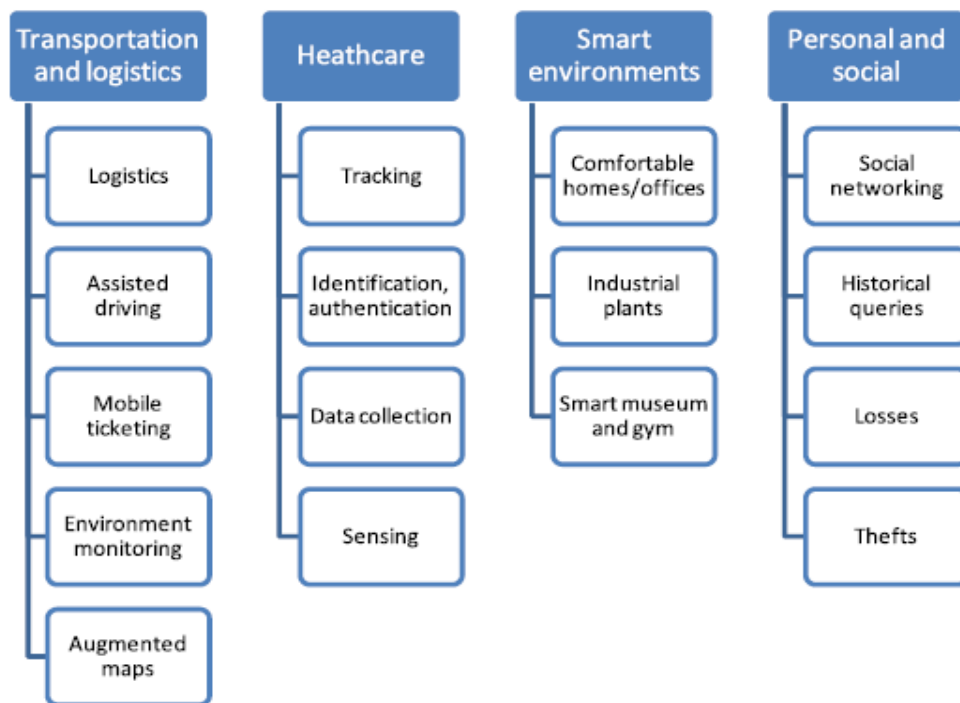 Transportation
and logistics
Logistics
Assisted
driving
Mobile
ticketing
Environment
monitoring
Augmented
maps
Heathcare
Tracking
Identification,
authentication
Data collection
Sensing
Smart
environments
Comfortable
homes/offices
Industrial
plants
Smart museum
and gym
Personal and
social
Social
networking
Historical
queries
Losses
Thefts